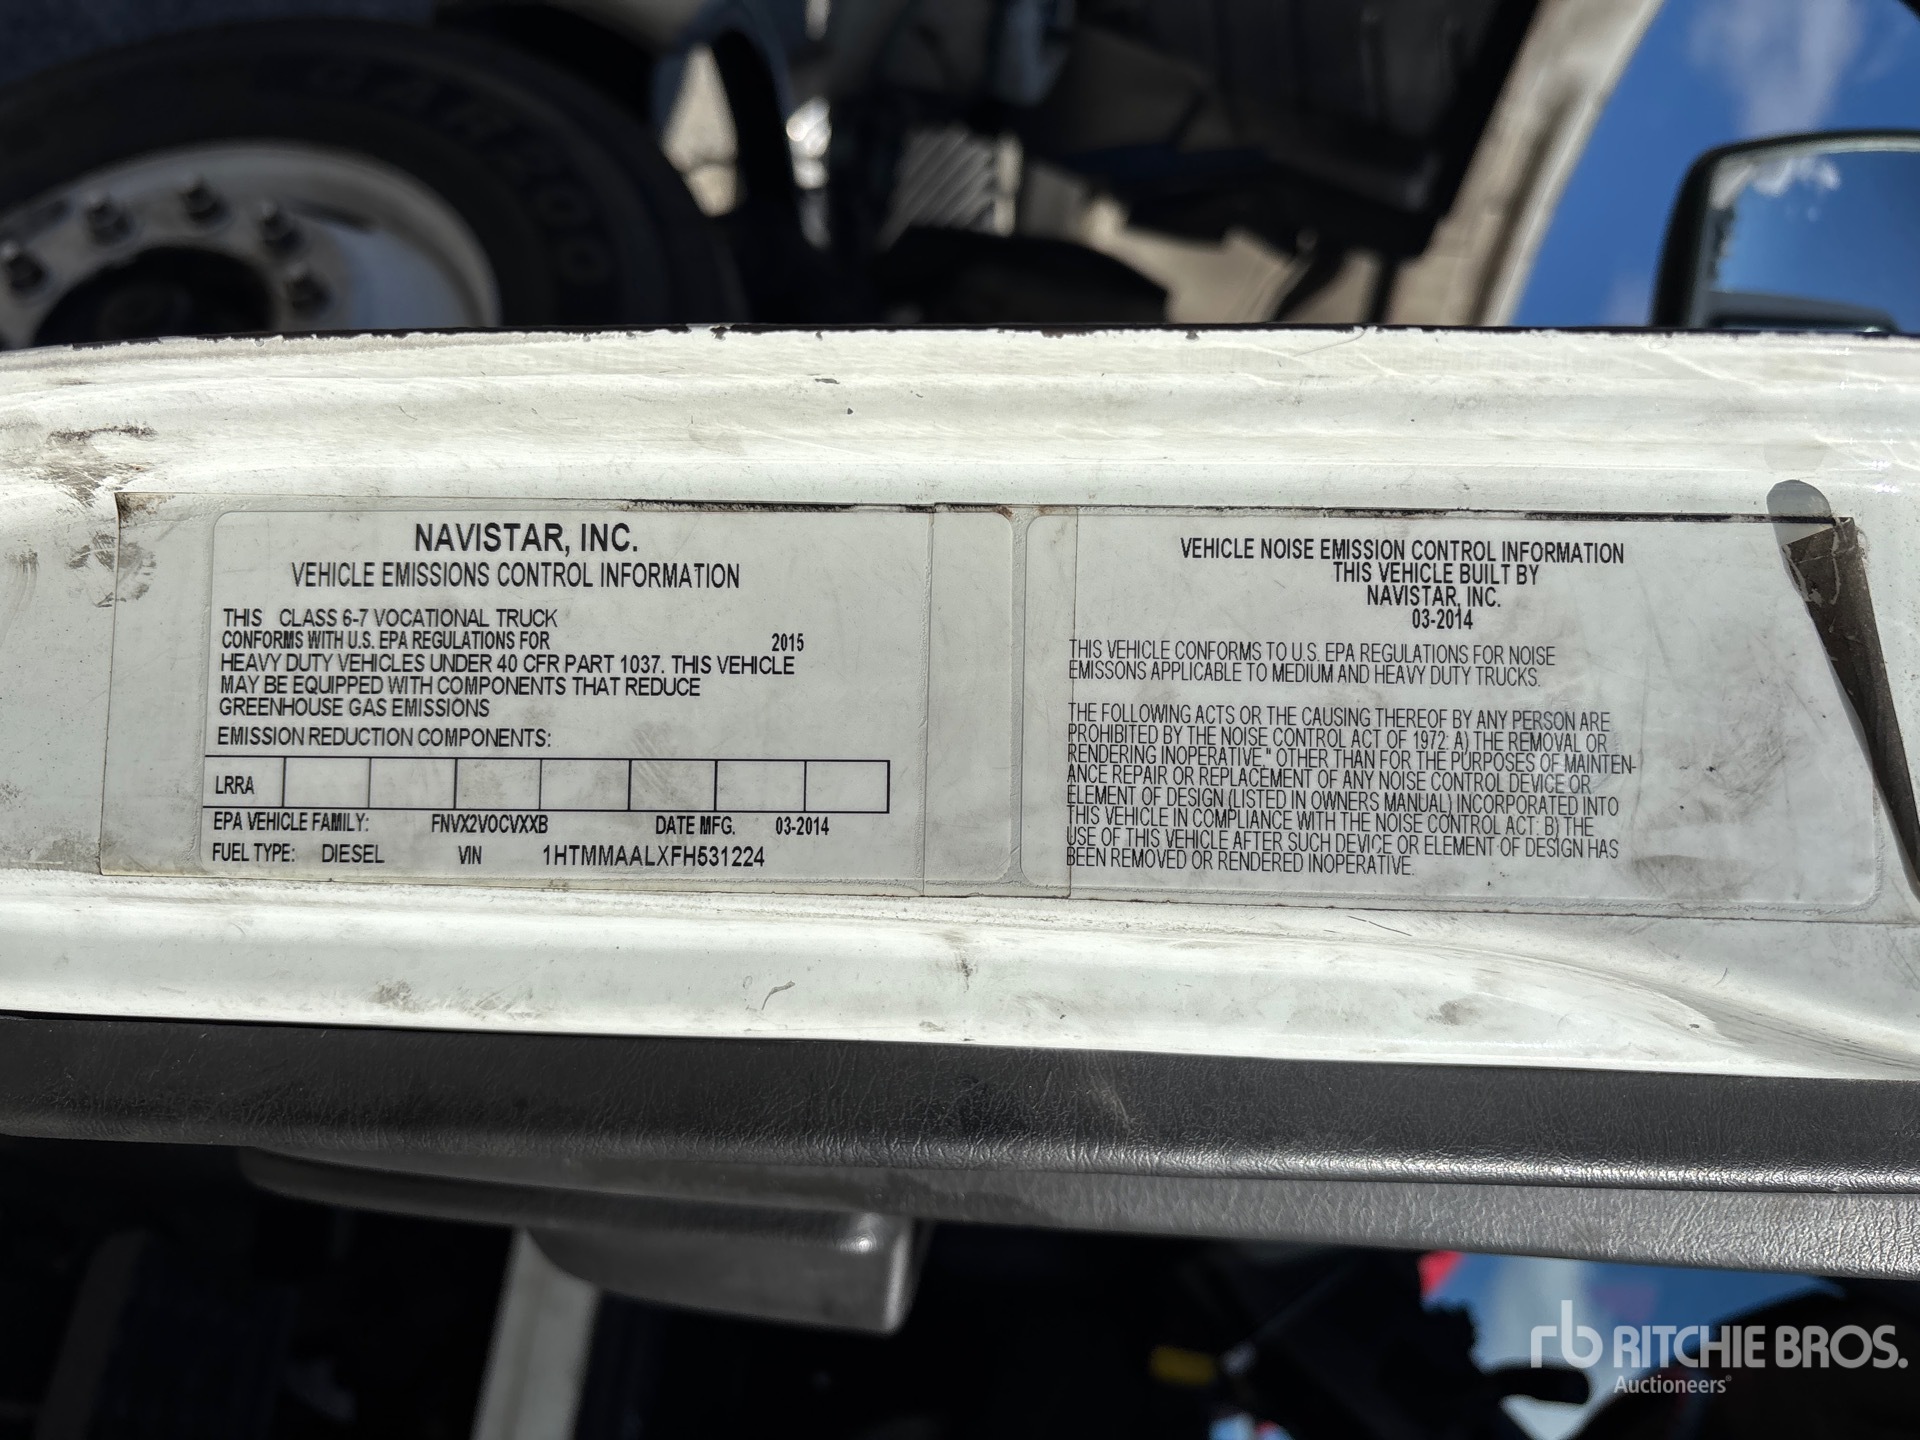 NAVISTAR, INC.
VEHICLE EMISSIONS CONTROL INFORMATION
THIS CLASS 6-7 VOCATIONAL TRUCK
CONFORMS WITH U.S. EPA REGULATIONS FOR 2015
HEAVY DUTY VEHICLES UNDER 40 CFR PART 1037. THIS VEHICLE
MAY BE EQUIPPED WITH COMPONENTS THAT REDUCE
GREENHOUSE GAS EMISSIONS
EMISSION REDUCTION COMPONENTS:
LRRA
EPA VEHICLE FAMILY: FNVX2VOCVXXB DATE MFG. 03-2014
FUEL TYPE: DIESEL VIN 1HTMMAALXFH531224
VEHICLE NOISE EMISSION CONTROL INFORMATION
THIS VEHICLE BUILT BY
NAVISTAR, INC.
03-2014
THIS VEHICLE CONFORMS TO U.S. EPA REGULATIONS FOR NOISE
EMISSONS APPLICABLE TO MEDIUM AND HEAVY DUTY TRUCKS.
THE FOLLOWING ACTS OR THE CAUSING THEREOF BY ANY PERSON ARE
PROHIBITED BY THE NOISE CONTROL ACT OF 1972: A) THE REMOVAL OR
RENDERING INOPERATIVE," OTHER THAN FOR THE PURPOSES OF MAINTEN-
ANCE REPAIR OR REPLACEMENT OF ANY NOISE CONTROL DEVICE OR
ELEMENT OF DESIGN (LISTED IN OWNERS MANUAL) INCORPORATED INTO
THIS VEHICLE IN COMPLIANCE WITH THE NOISE CONTROL ACT: B) THE
USE OF THIS VEHICLE AFTER SUCH DEVICE OR ELEMENT OF DESIGN HAS
BEEN REMOVED OR RENDERED INOPERATIVE.
rb RITCHIE BROS.
Auctioneers®